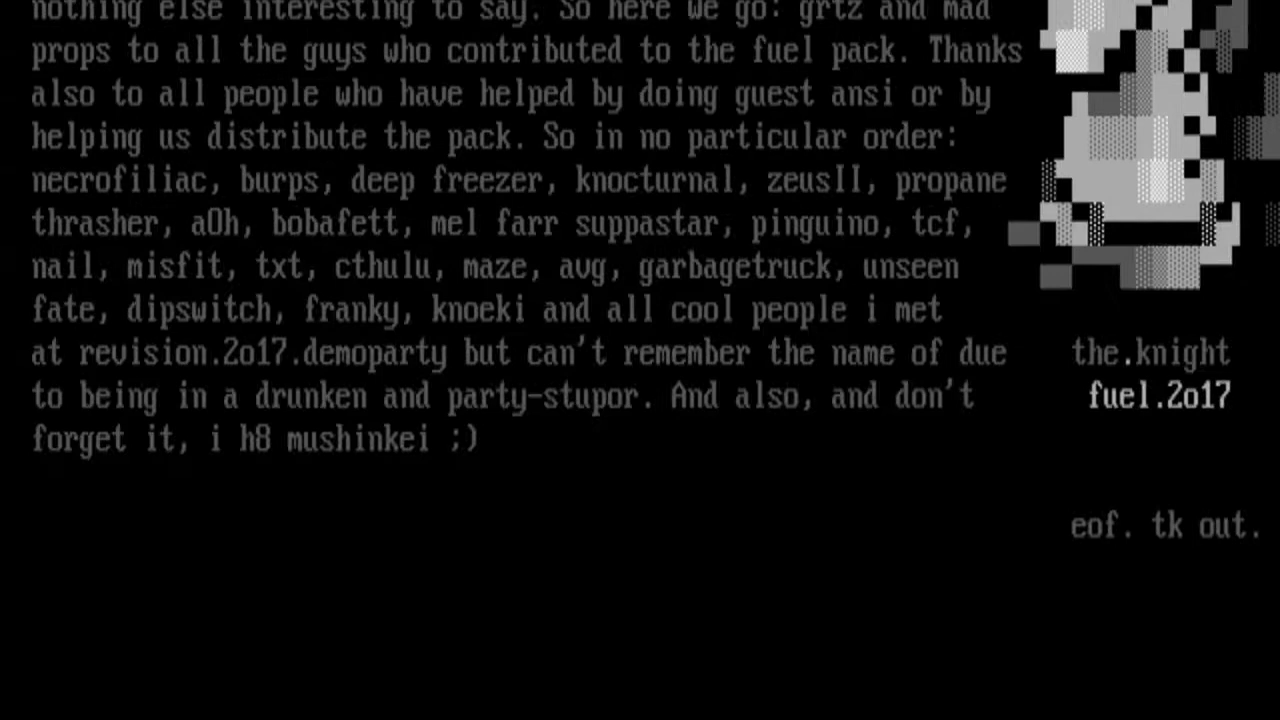 nothing else interesting to say. So here we go: grtz and mad
props to all the guys who contributed to the fuel pack. Thanks
also to all people who have helped by doing guest ansi or by
helping us distribute the pack. So in no particular order:
necrofiliac, burps, deep freezer, knocturnal, zeusII, propane
thrasher, a0h, bobafett, mel farr suppastar, pinguino, tcf,
nail, misfit, txt, cthulu, maze, avg, garbagetruck, unseen
fate, dipswitch, franky, knoeki and all cool people i met
at revision.2o17.demoparty but can't remember the name of due
the.knight
to being in a drunken and party-stupor. And also, and don't
fuel.2o17
forget it, i h8 mushinkei ;)
eof. tk out.